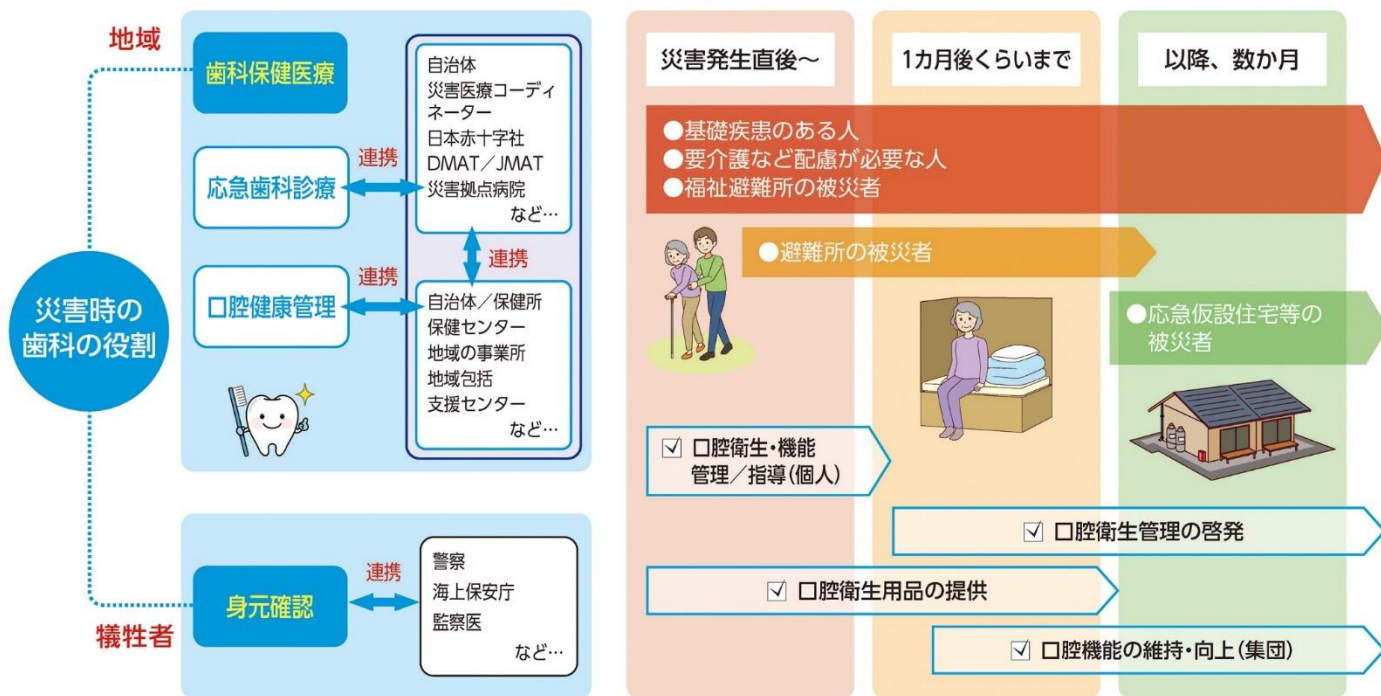 地域
歯科保健医療
応急歯科診療
連携
自治体
災害医療コーディ
ネーター
日本赤十字社
DMAT／JMAT
災害拠点病院
など…
連携
口腔健康管理
連携
自治体／保健所
保健センター
地域の事業所
地域包括
支援センター
など…
災害時の
歯科の役割
犠牲者
身元確認
連携
警察
海上保安庁
監察医
など…
災害発生直後～
1カ月後くらいまで
以降、数か月
●基礎疾患のある人
●要介護など配慮が必要な人
●福祉避難所の被災者
●避難所の被災者
●応急仮設住宅等の
被災者
☑ 口腔衛生・機能
管理／指導（個人）
☑ 口腔衛生管理の啓発
☑ 口腔衛生用品の提供
☑ 口腔機能の維持・向上（集団）